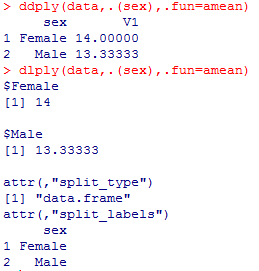 > ddply(data,.(sex),.fun=amean)
     sex       V1
1 Female 14.00000
2   Male 13.33333
> dlply(data,.(sex),.fun=amean)
$Female
[1] 14

$Male
[1] 13.33333

attr(,"split_type")
[1] "data.frame"
attr(,"split_labels")
     sex
1 Female
2   Male